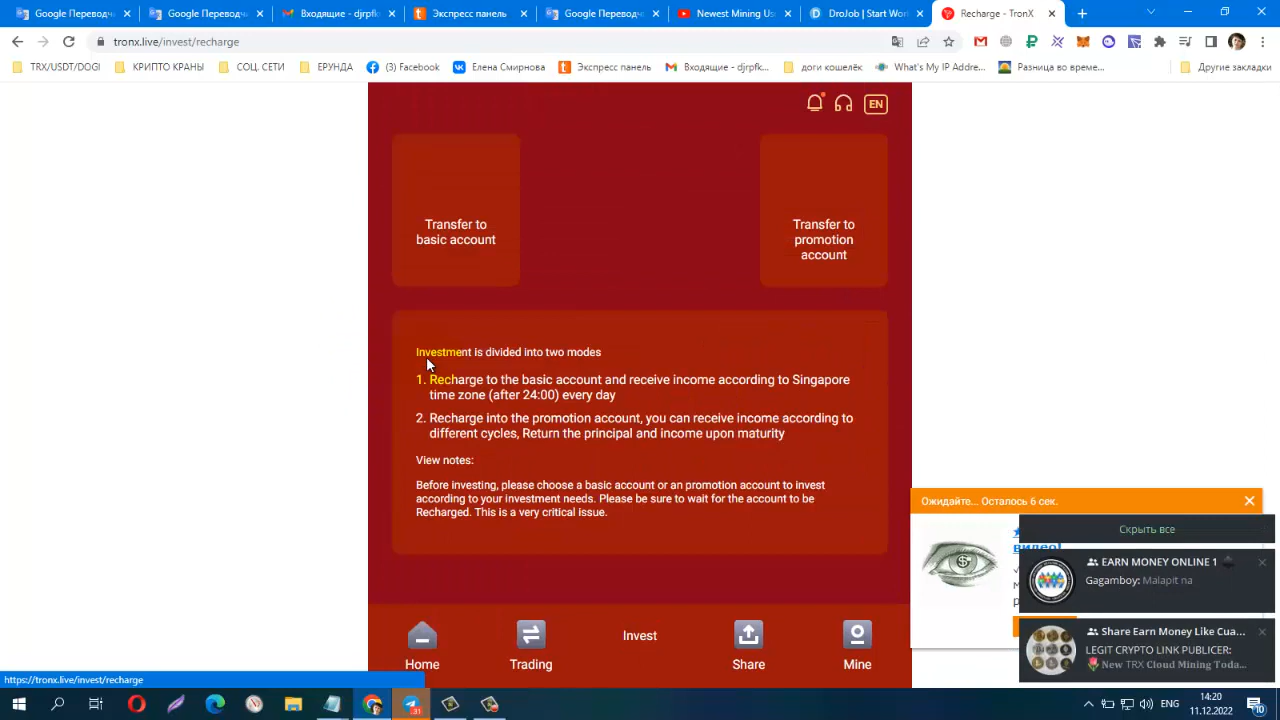 Google Переводч
Google Переводч
Входящие - djrpf
Экспресс панель
Google Переводч
Newest Mining Us
DroJob | Start Wor
Recharge - TronX
tronx.live/invest/recharge
TRX/USDT/DOGI
КРИПТО КРАНЫ
СОЦ. СЕТИ
ЕРУНДА
(3) Facebook
Елена Смирнова
Экспресс панель
Входящие - djrpfk...
доги кошелёк
What's My IP Addre...
Разница во време...
Другие закладки
EN
Transfer to
basic account
Transfer to
promotion
account
Investment is divided into two modes
1. Recharge to the basic account and receive income according to Singapore
time zone (after 24:00) every day
2. Recharge into the promotion account, you can receive income according to
different cycles, Return the principal and income upon maturity
View notes:
Before investing, please choose a basic account or an promotion account to invest
according to your investment needs. Please be sure to wait for the account to be
Recharged. This is a very critical issue.
Home
Trading
Invest
Share
Mine
Ожидайте... Осталось 6 сек.
Скрыть все
EARN MONEY ONLINE 1
Gagamboy: Malapit na
Share Earn Money Like Cua...
LEGIT CRYPTO LINK PUBLICER:
New TRX Cloud Mining Toda...
https://tronx.live/invest/recharge
31
ENG
14:20
11.12.2022
10